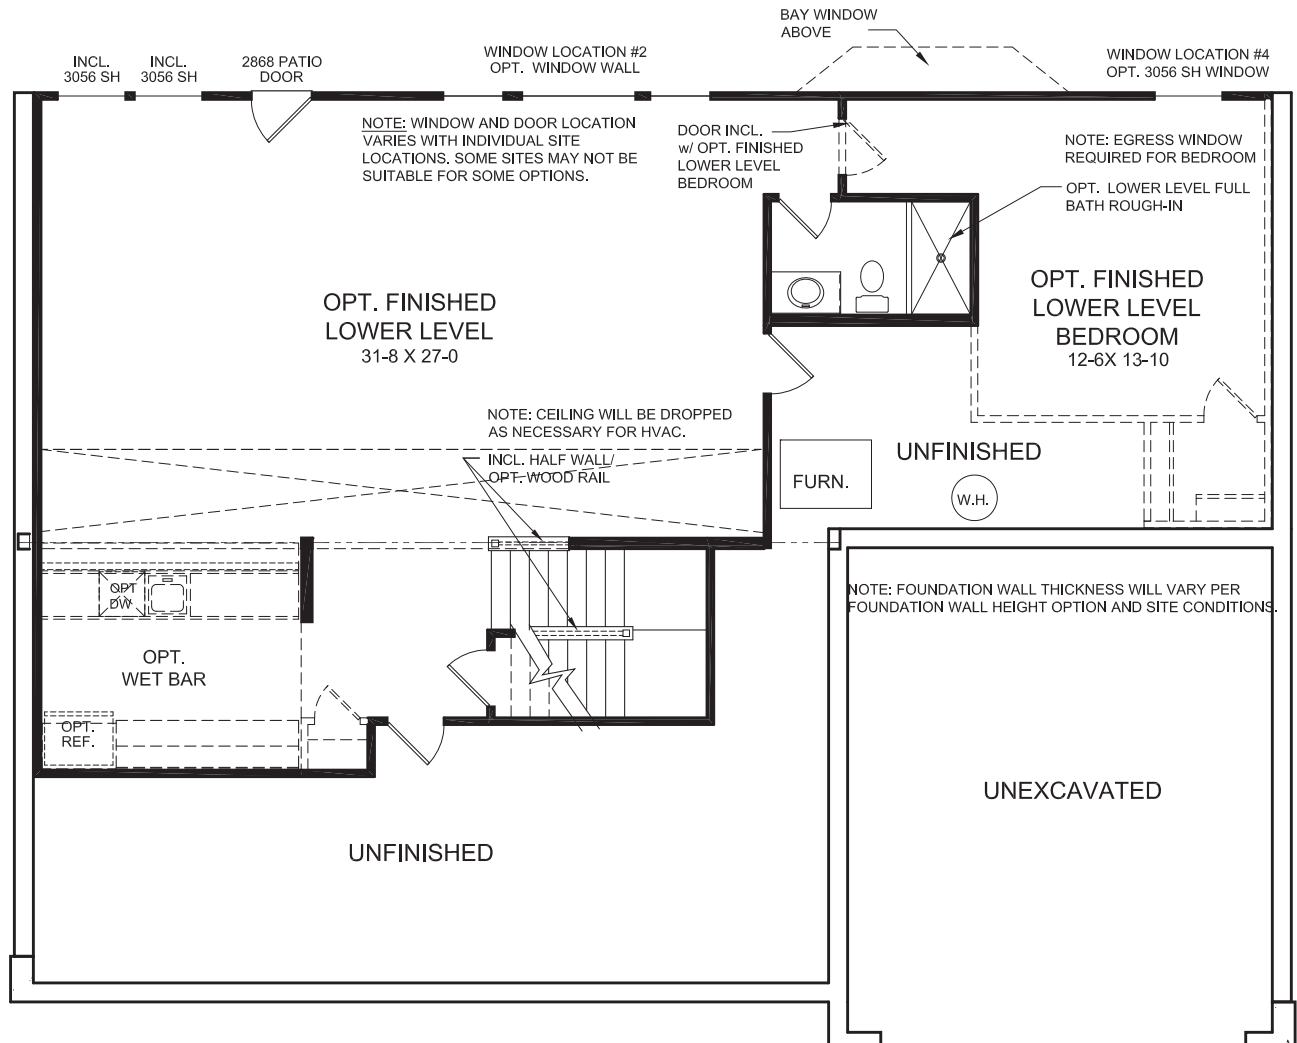 BAY WINDOW
ABOVE
INCL.
3056 SH
INCL.
3056 SH
2868 PATIO
DOOR
WINDOW LOCATION #2
OPT. WINDOW WALL
WINDOW LOCATION #4
OPT. 3056 SH WINDOW
NOTE: WINDOW AND DOOR LOCATION
VARIES WITH INDIVIDUAL SITE
LOCATIONS. SOME SITES MAY NOT BE
SUITABLE FOR SOME OPTIONS.
DOOR INCL.
w/ OPT. FINISHED
LOWER LEVEL
BEDROOM
NOTE: EGRESS WINDOW
REQUIRED FOR BEDROOM
OPT. LOWER LEVEL FULL
BATH ROUGH-IN
OPT. FINISHED
LOWER LEVEL
31-8 X 27-0
OPT. FINISHED
LOWER LEVEL
BEDROOM
12-6X 13-10
NOTE: CEILING WILL BE DROPPED
AS NECESSARY FOR HVAC.
INCL. HALF WALL/
OPT. WOOD RAIL
FURN.
UNFINISHED
W.H.
OPT
DW
NOTE: FOUNDATION WALL THICKNESS WILL VARY PER
FOUNDATION WALL HEIGHT OPTION AND SITE CONDITIONS.
OPT.
WET BAR
OPT.
REF.
UNEXCAVATED
UNFINISHED